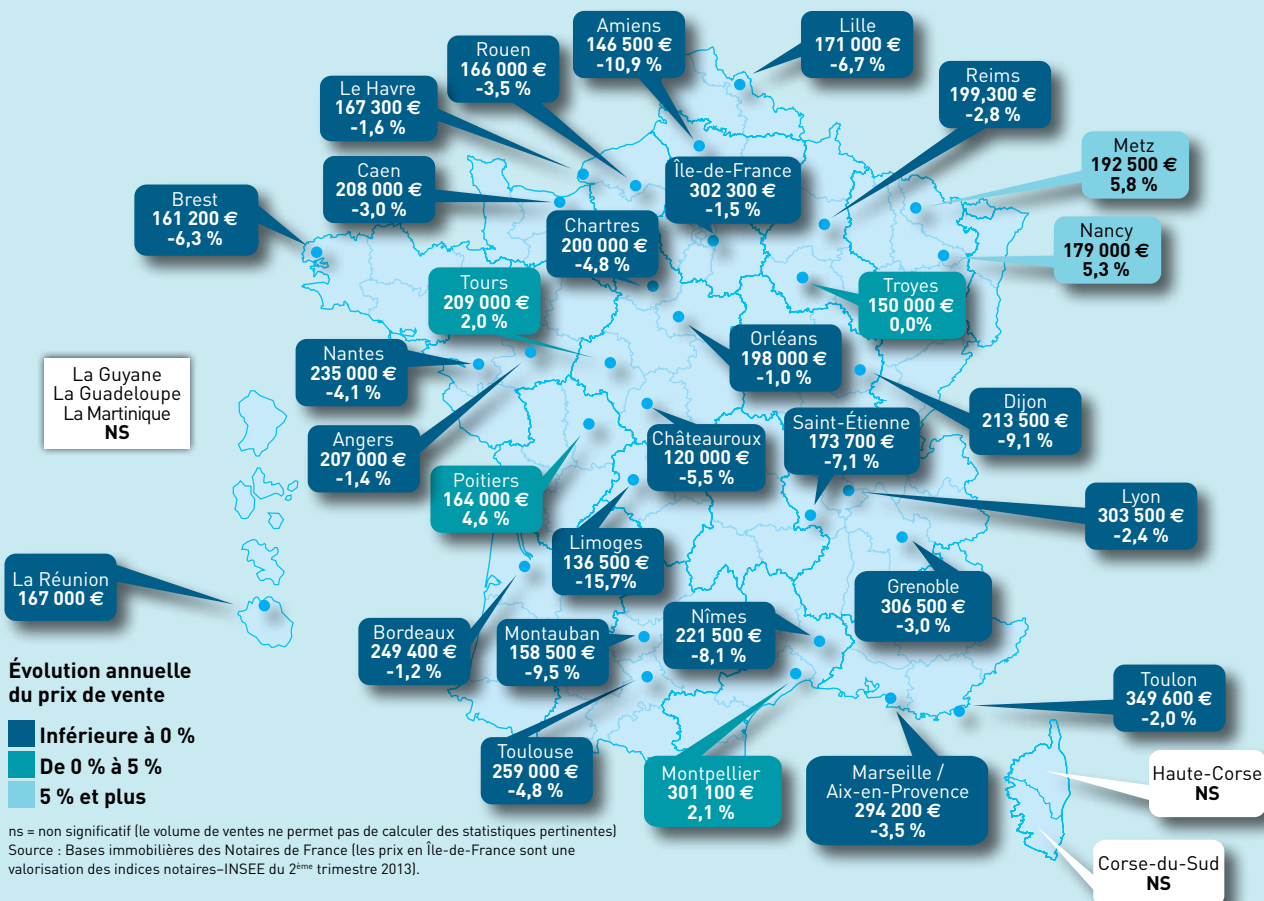 Amiens
146 500 €
-10,9 %
Lille
171 000 €
-6,7 %
Rouen
166 000 €
-3,5 %
Reims
199,300 €
-2,8 %
Le Havre
167 300 €
-1,6 %
Metz
192 500 €
5,8 %
Caen
208 000 €
-3,0 %
Île-de-France
302 300 €
-1,5 %
Brest
161 200 €
-6,3 %
Chartres
200 000 €
-4,8 %
Nancy
179 000 €
5,3 %
Tours
209 000 €
2,0 %
Troyes
150 000 €
0,0%
Orléans
198 000 €
-1,0 %
Nantes
235 000 €
-4,1 %
La Guyane
La Guadeloupe
La Martinique
NS
Dijon
213 500 €
-9,1 %
Angers
207 000 €
-1,4 %
Châteauroux
120 000 €
-5,5 %
Saint-Étienne
173 700 €
-7,1 %
Poitiers
164 000 €
4,6 %
Lyon
303 500 €
-2,4 %
Limoges
136 500 €
-15,7%
La Réunion
167 000 €
Grenoble
306 500 €
-3,0 %
Bordeaux
249 400 €
-1,2 %
Montauban
158 500 €
-9,5 %
Nîmes
221 500 €
-8,1 %
Toulon
349 600 €
-2,0 %
Toulouse
259 000 €
-4,8 %
Montpellier
301 100 €
2,1 %
Marseille /
Aix-en-Provence
294 200 €
-3,5 %
Haute-Corse
NS
Corse-du-Sud
NS
Évolution annuelle
du prix de vente
Inférieure à 0 %
De 0 % à 5 %
5 % et plus
ns = non significatif (le volume de ventes ne permet pas de calculer des statistiques pertinentes)
Source : Bases immobilières des Notaires de France (les prix en Île-de-France sont une
valorisation des indices notaires–INSEE du 2ème trimestre 2013).